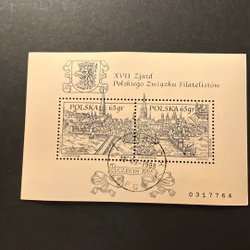 XVII Zjazd
Polskiego Związku Filatelistów
POLSKA 65gr
POLSKA 65gr
SZCZECIN
0317764